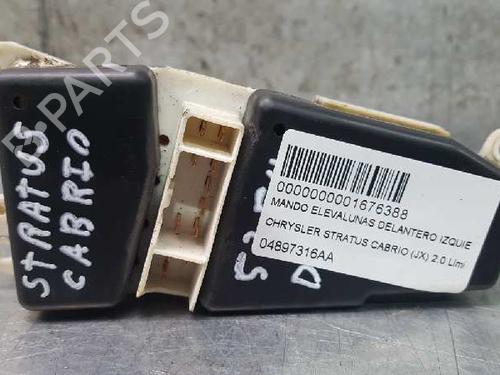 B-PARTS
STRATUS
CABRIO
0000000001676388
MANDO ELEVALUNAS DELANTERO IZQUIE
CHRYSLER STRATUS CABRIO (JX) 2.0 LImi
04897316AA